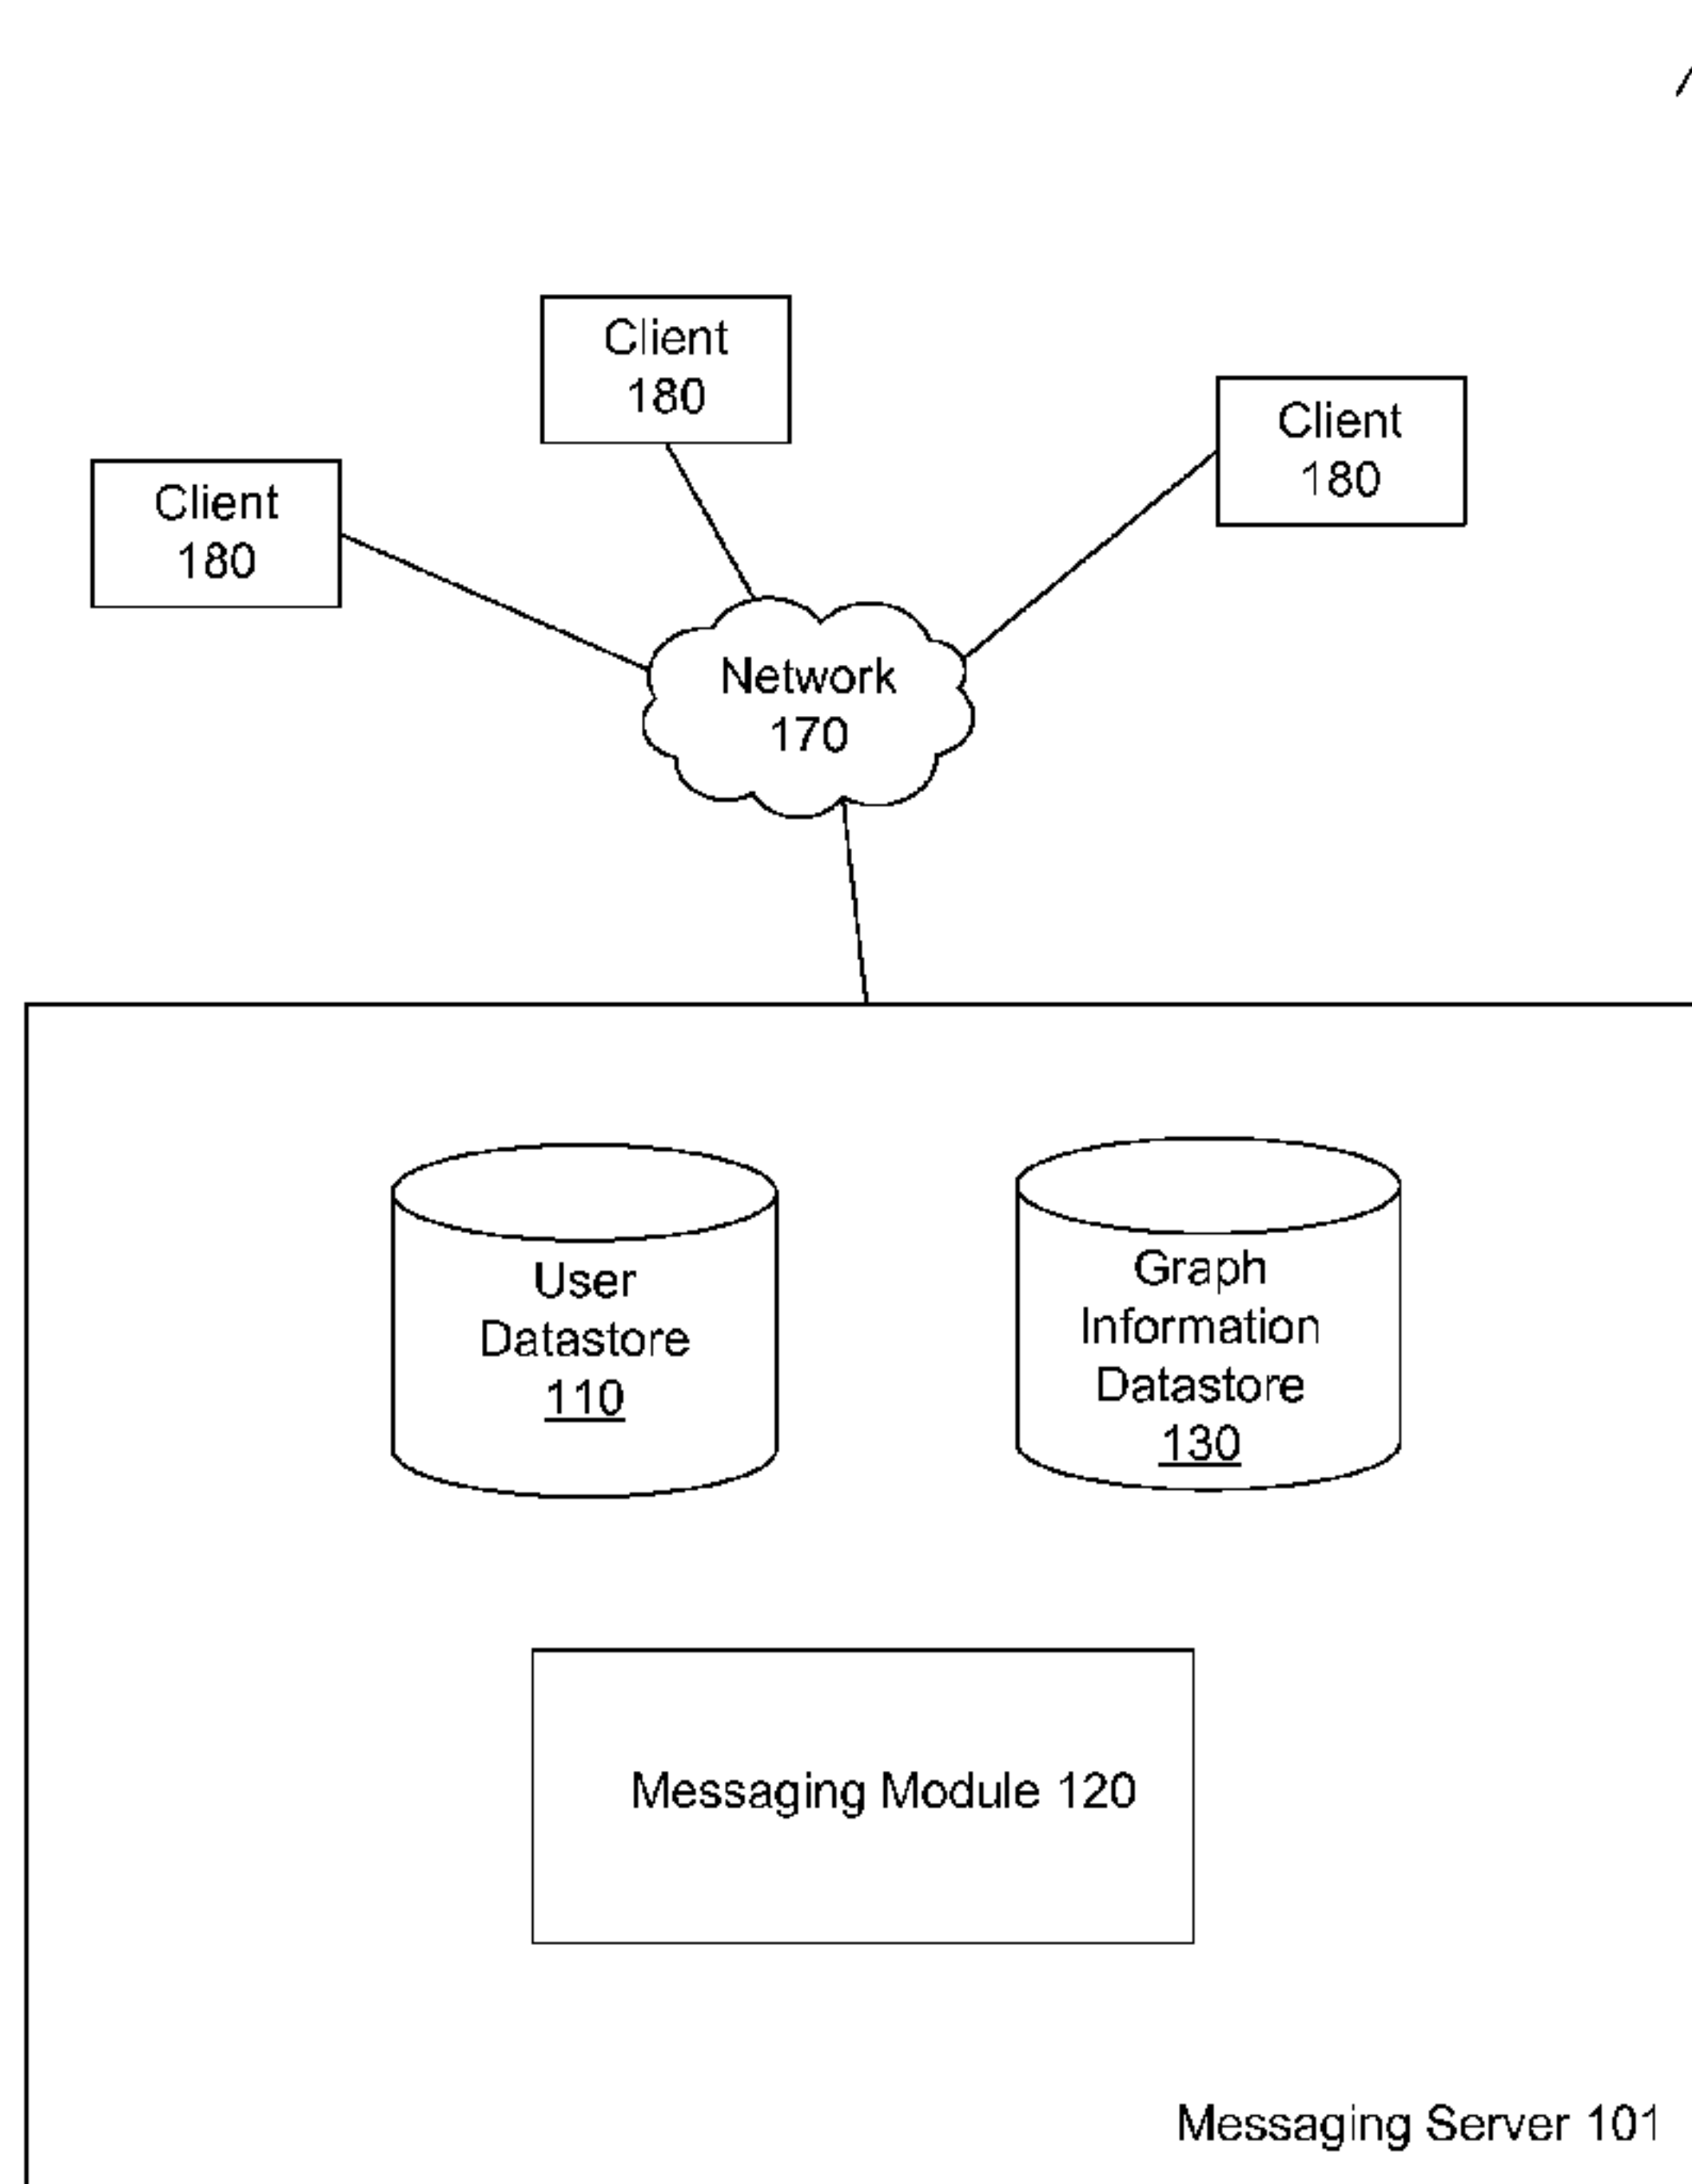 Client
180
Client
180
Client
180
Network
170
User
Datastore
110
Graph
Information
Datastore
130
Messaging Module 120
Messaging Server 101